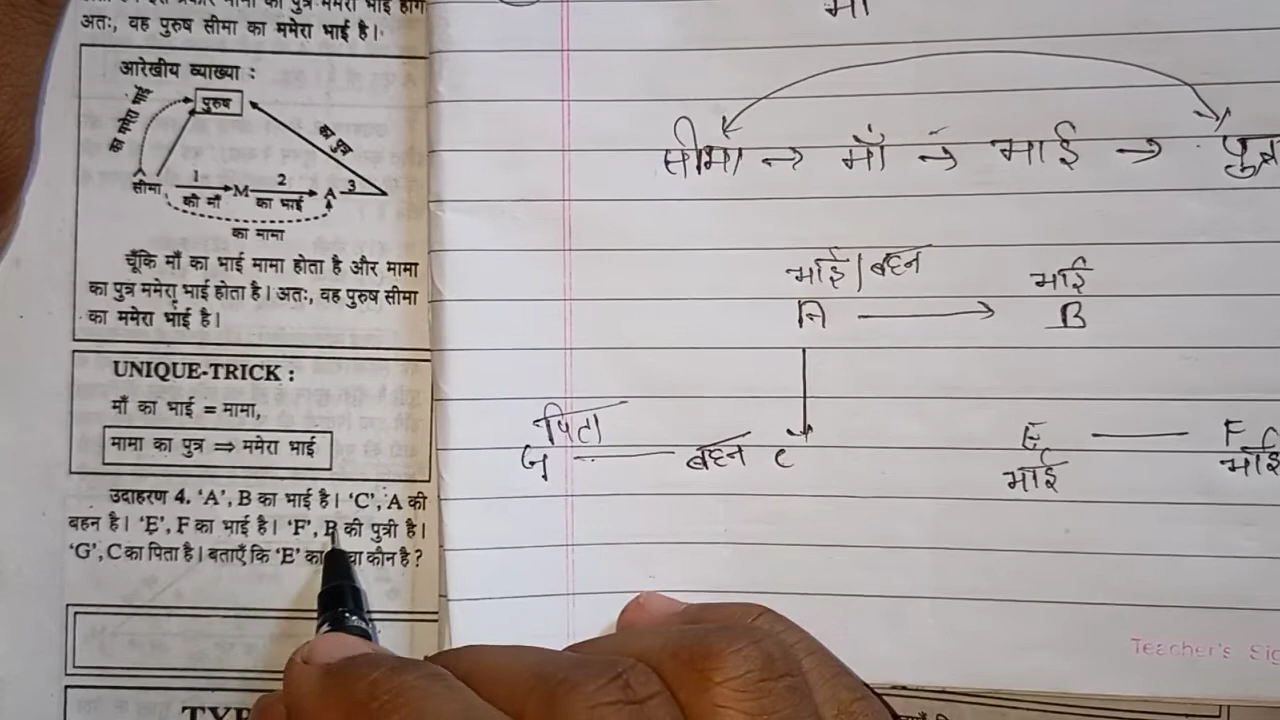 अतः, वह पुरुष सीमा का ममेरा भाई है।
आरेखीय व्याख्या :
पुरुष
का ममेरा भाई
का पुत्र
सीमा 1 M 2 A 3
की माँ का भाई
का मामा
चूँकि माँ का भाई मामा होता है और मामा
का पुत्र ममेरा भाई होता है। अतः, वह पुरुष सीमा
का ममेरा भाई है।
UNIQUE-TRICK :
माँ का भाई = मामा,
मामा का पुत्र ⇒ ममेरा भाई
उदाहरण 4. 'A', B का भाई है। 'C', A की
बहन है। 'E', F का भाई है। 'F', B की पुत्री है।
'G', C का पिता है। बताएँ कि 'E' का कौन है ?
सीमा → माँ → भाई → पुत्र
भाई/बहन भाई
B
पिता
G बहन C
E F
भाई भाई
Teacher's